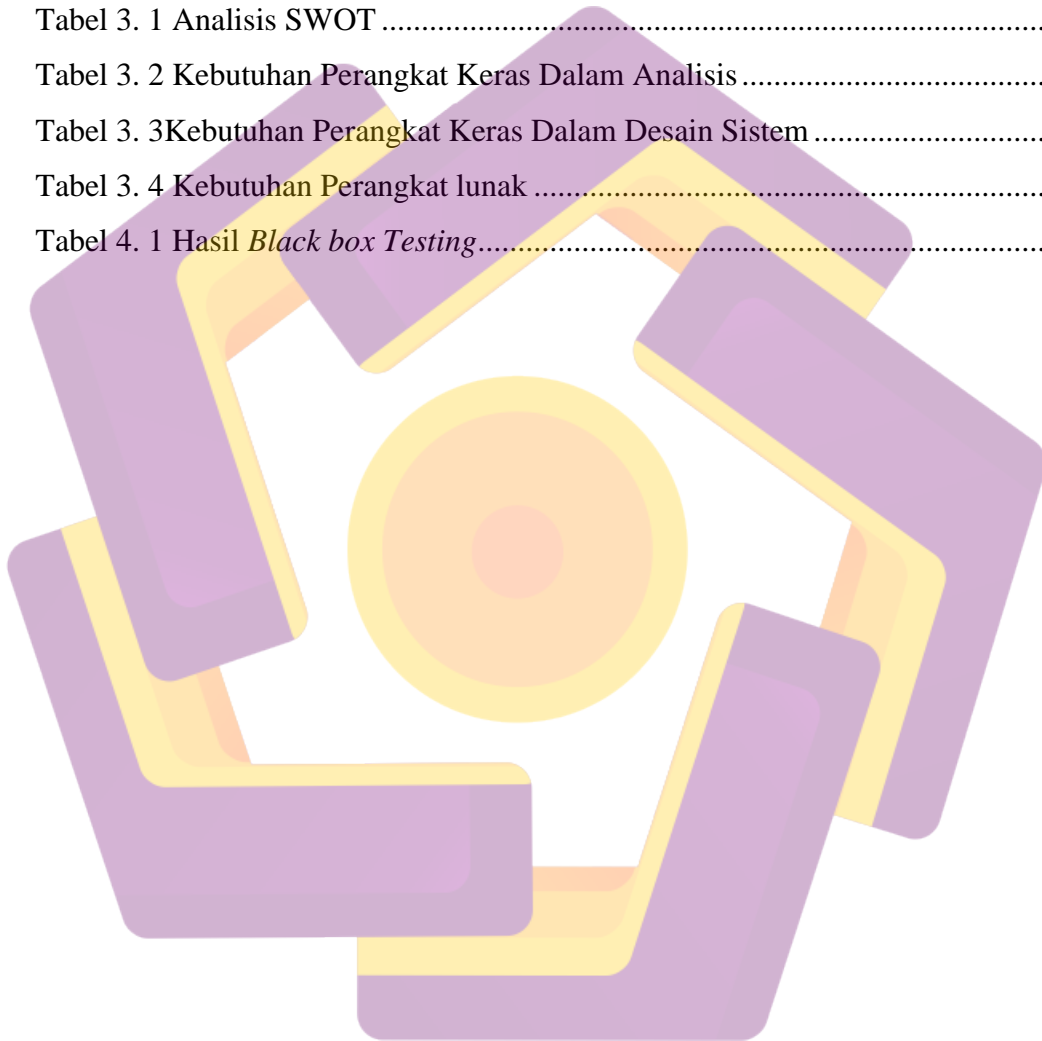 Tabel 3. 1 Analisis SWOT ........................................................................................
Tabel 3. 2 Kebutuhan Perangkat Keras Dalam Analisis ........................................
Tabel 3. 3Kebutuhan Perangkat Keras Dalam Desain Sistem ..............................
Tabel 3. 4 Kebutuhan Perangkat lunak ...................................................................
Tabel 4. 1 Hasil Black box Testing..........................................................................